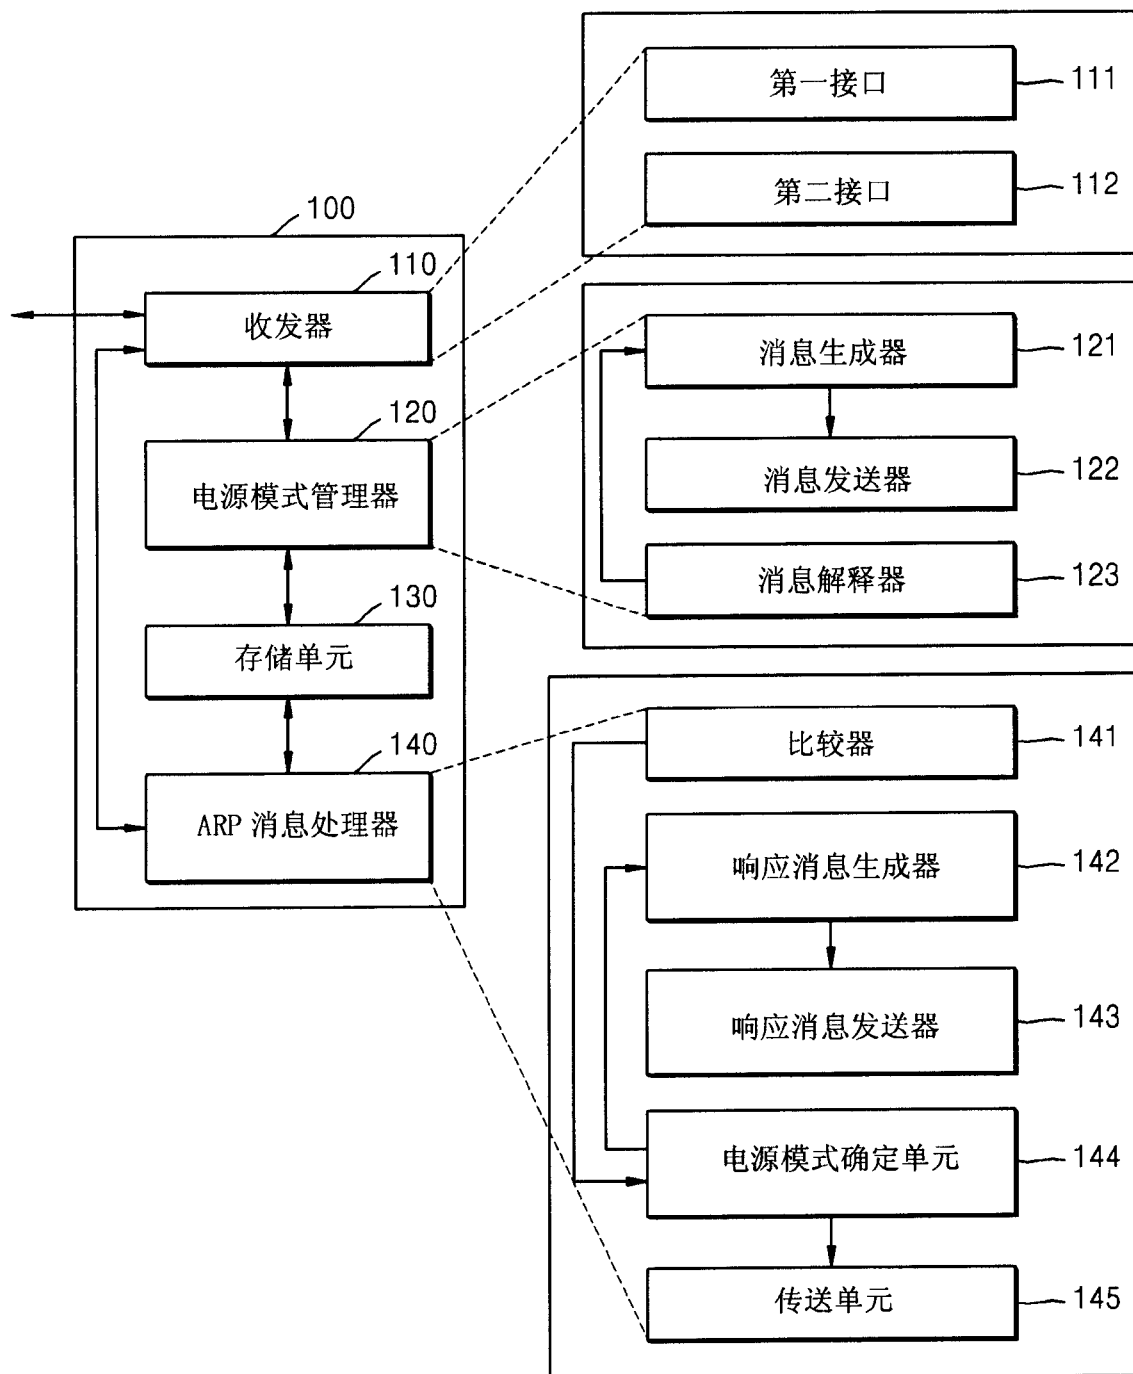 100
110
收发器
120
电源模式管理器
130
存储单元
140
ARP 消息处理器
第一接口
111
第二接口
112
消息生成器
121
消息发送器
122
消息解释器
123
比较器
141
响应消息生成器
142
响应消息发送器
143
电源模式确定单元
144
传送单元
145